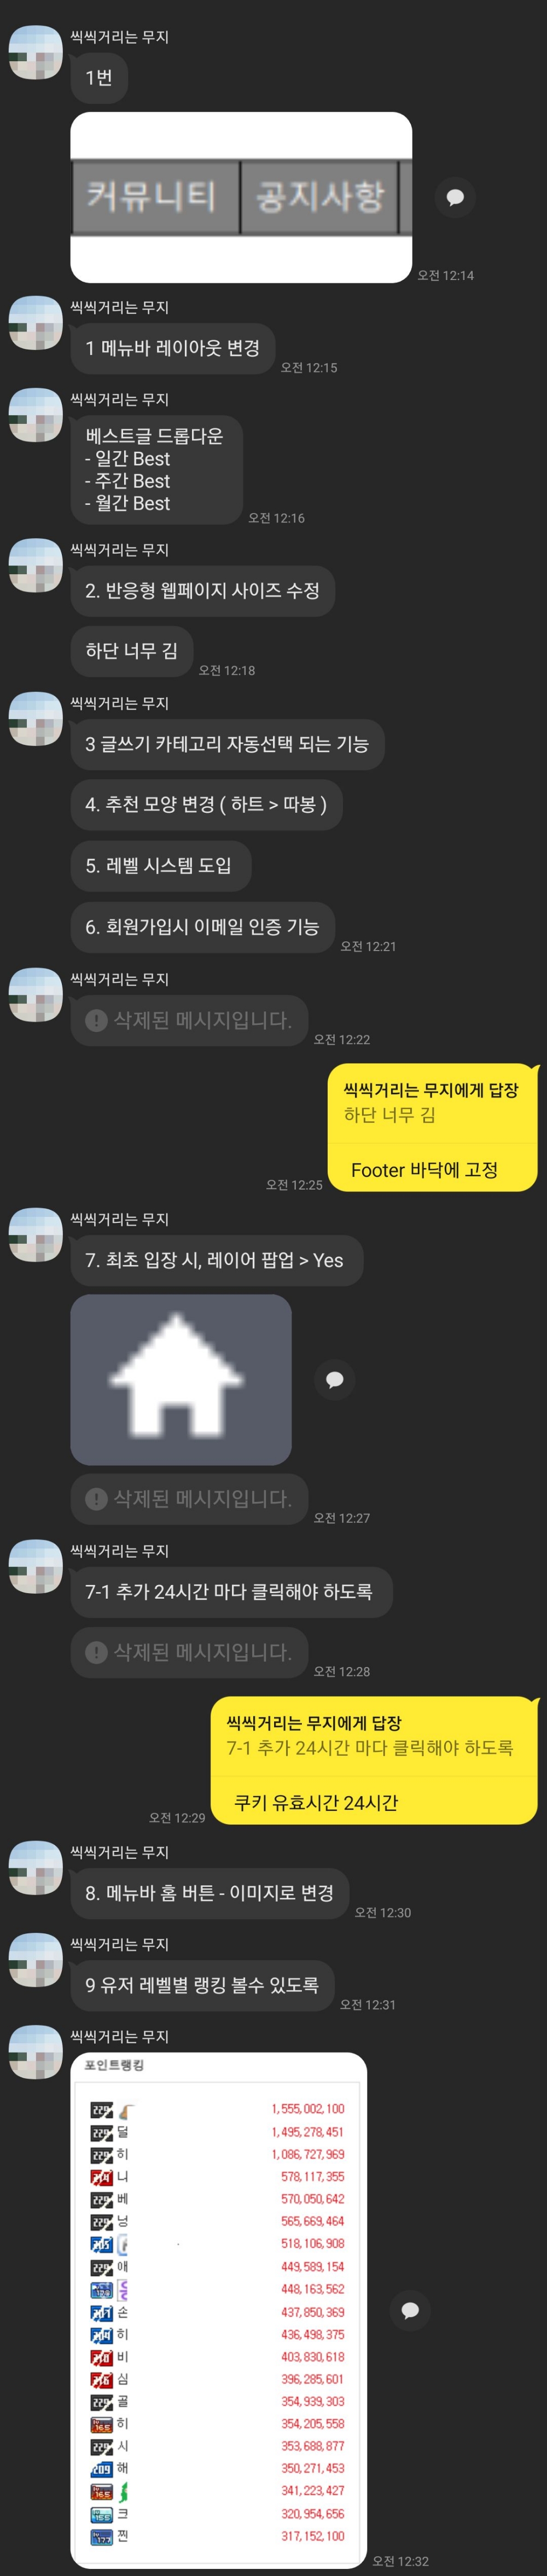 씩씩거리는 무지
1번
커뮤니티 공지사항
오전 12:14
씩씩거리는 무지
1 메뉴바 레이아웃 변경
오전 12:15
씩씩거리는 무지
베스트글 드롭다운
- 일간 Best
- 주간 Best
- 월간 Best
오전 12:16
씩씩거리는 무지
2. 반응형 웹페이지 사이즈 수정
하단 너무 김
오전 12:18
씩씩거리는 무지
3 글쓰기 카테고리 자동선택 되는 기능
4. 추천 모양 변경 ( 하트 > 따봉 )
5. 레벨 시스템 도입
6. 회원가입시 이메일 인증 기능
오전 12:21
씩씩거리는 무지
삭제된 메시지입니다.
오전 12:22
씩씩거리는 무지에게 답장
하단 너무 김
Footer 바닥에 고정
오전 12:25
씩씩거리는 무지
7. 최초 입장 시, 레이어 팝업 > Yes
삭제된 메시지입니다.
오전 12:27
씩씩거리는 무지
7-1 추가 24시간 마다 클릭해야 하도록
삭제된 메시지입니다.
오전 12:28
씩씩거리는 무지에게 답장
7-1 추가 24시간 마다 클릭해야 하도록
쿠키 유효시간 24시간
오전 12:29
씩씩거리는 무지
8. 메뉴바 홈 버튼 - 이미지로 변경
오전 12:30
씩씩거리는 무지
9 유저 레벨별 랭킹 볼수 있도록
오전 12:31
씩씩거리는 무지
포인트랭킹
229 1,555,002,100
229 덜 1,495,278,451
229 히 1,086,727,969
나 578,117,355
229 베 570,050,642
229 넝 565,669,464
205 518,106,908
229 애 449,589,154
448,163,562
207 손 437,850,369
204 히 436,498,375
비 403,830,618
216 심 396,285,601
229 골 354,939,303
165 히 354,205,558
229 시 353,688,877
209 해 350,271,453
165 341,223,427
155 크 320,954,656
177 찐 317,152,100
오전 12:32